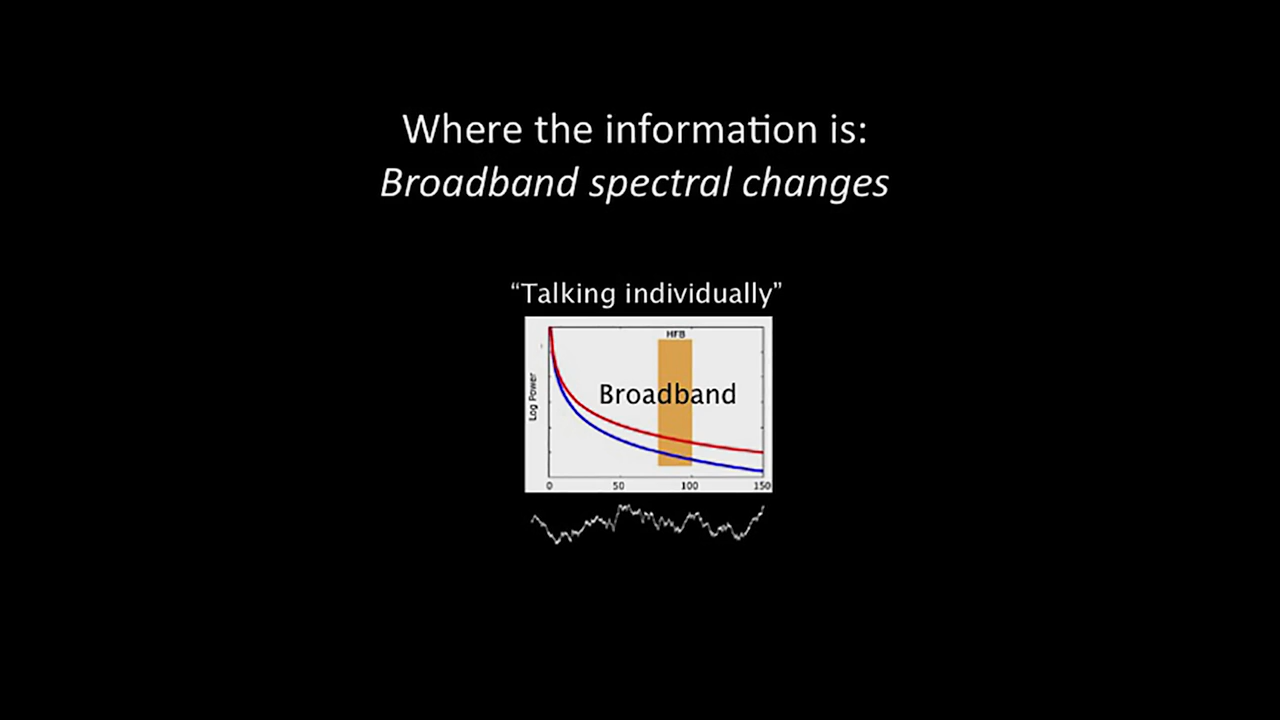 Where the information is:
Broadband spectral changes
“Talking individually”
HFB
Log Power
Broadband
0 50 100 150